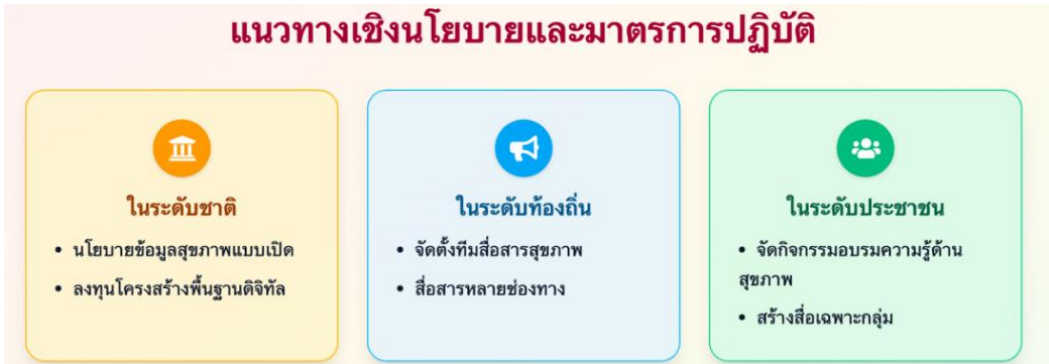 แนวทางเชิงนโยบายและมาตรการปฏิบัติ
ในระดับชาติ
• นโยบายข้อมูลสุขภาพแบบเปิด
• ลงทุนโครงสร้างพื้นฐานดิจิทัล
ในระดับท้องถิ่น
• จัดตั้งทีมสื่อสารสุขภาพ
• สื่อสารหลายช่องทาง
ในระดับประชาชน
• จัดกิจกรรมอบรมความรู้ด้าน
สุขภาพ
• สร้างสื่อเฉพาะกลุ่ม